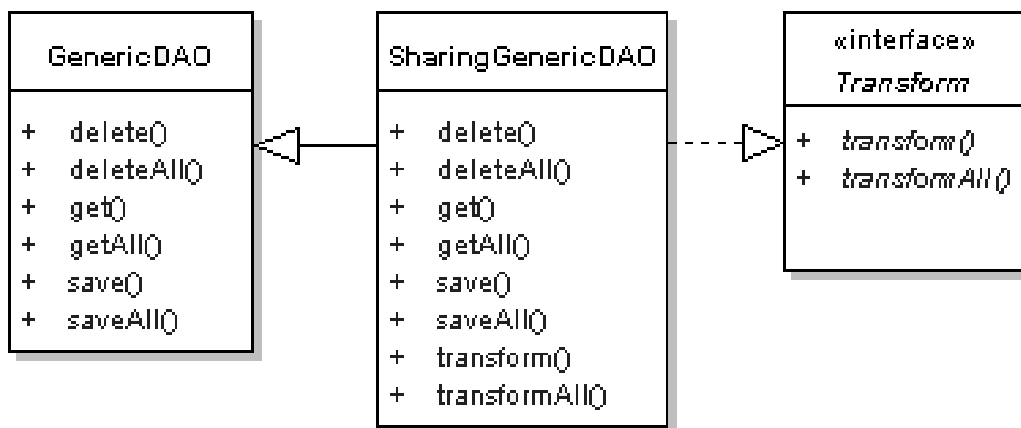 GenericDAO
+ delete()
+ deleteAll()
+ get()
+ getAll()
+ save()
+ saveAll()
SharingGenericDAO
+ delete()
+ deleteAll()
+ get()
+ getAll()
+ save()
+ saveAll()
+ transform()
+ transformAll()
«interface»
Transform
+ transform()
+ transformAll()